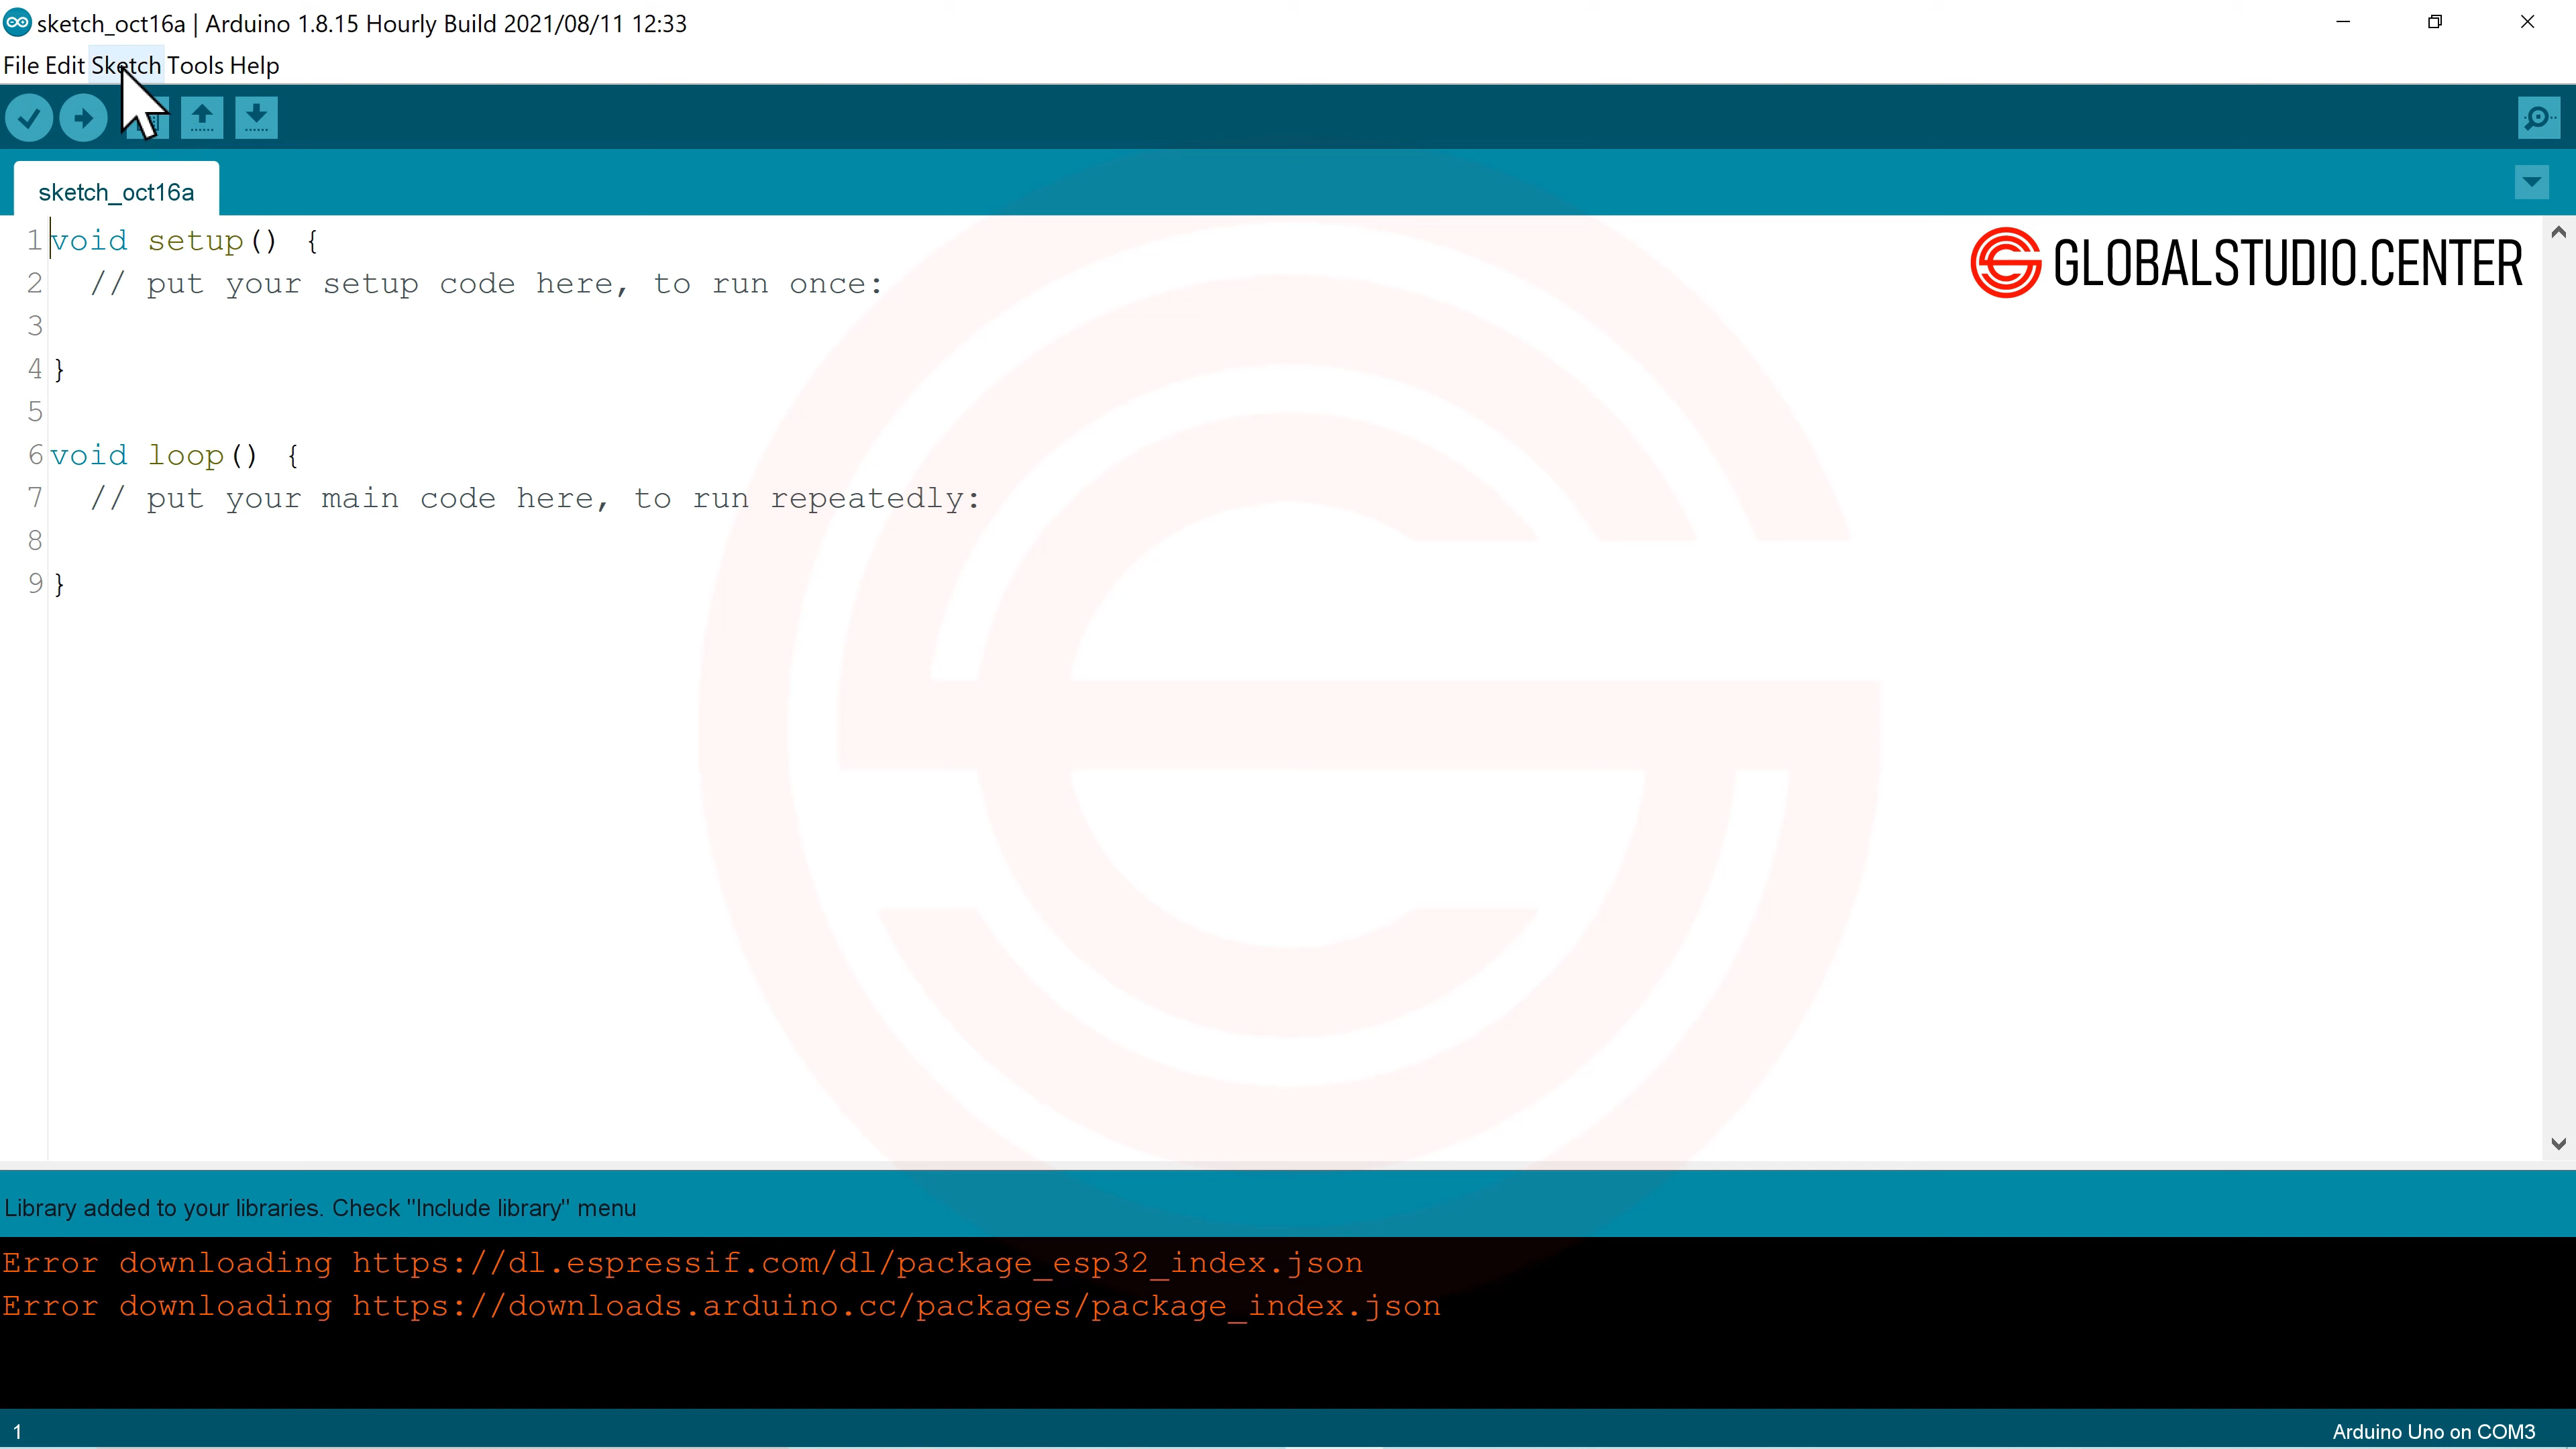 sketch_oct16a | Arduino 1.8.15 Hourly Build 2021/08/11 12:33
File Edit Sketch Tools Help
sketch_oct16a
GLOBALSTUDIO.CENTER
1 void setup() {
2 // put your setup code here, to run once:
3
4 }
5
6 void loop() {
7 // put your main code here, to run repeatedly:
8
9 }
Library added to your libraries. Check "Include library" menu
Error downloading https://dl.espressif.com/dl/package_esp32_index.json
Error downloading https://downloads.arduino.cc/packages/package_index.json
1
Arduino Uno on COM3